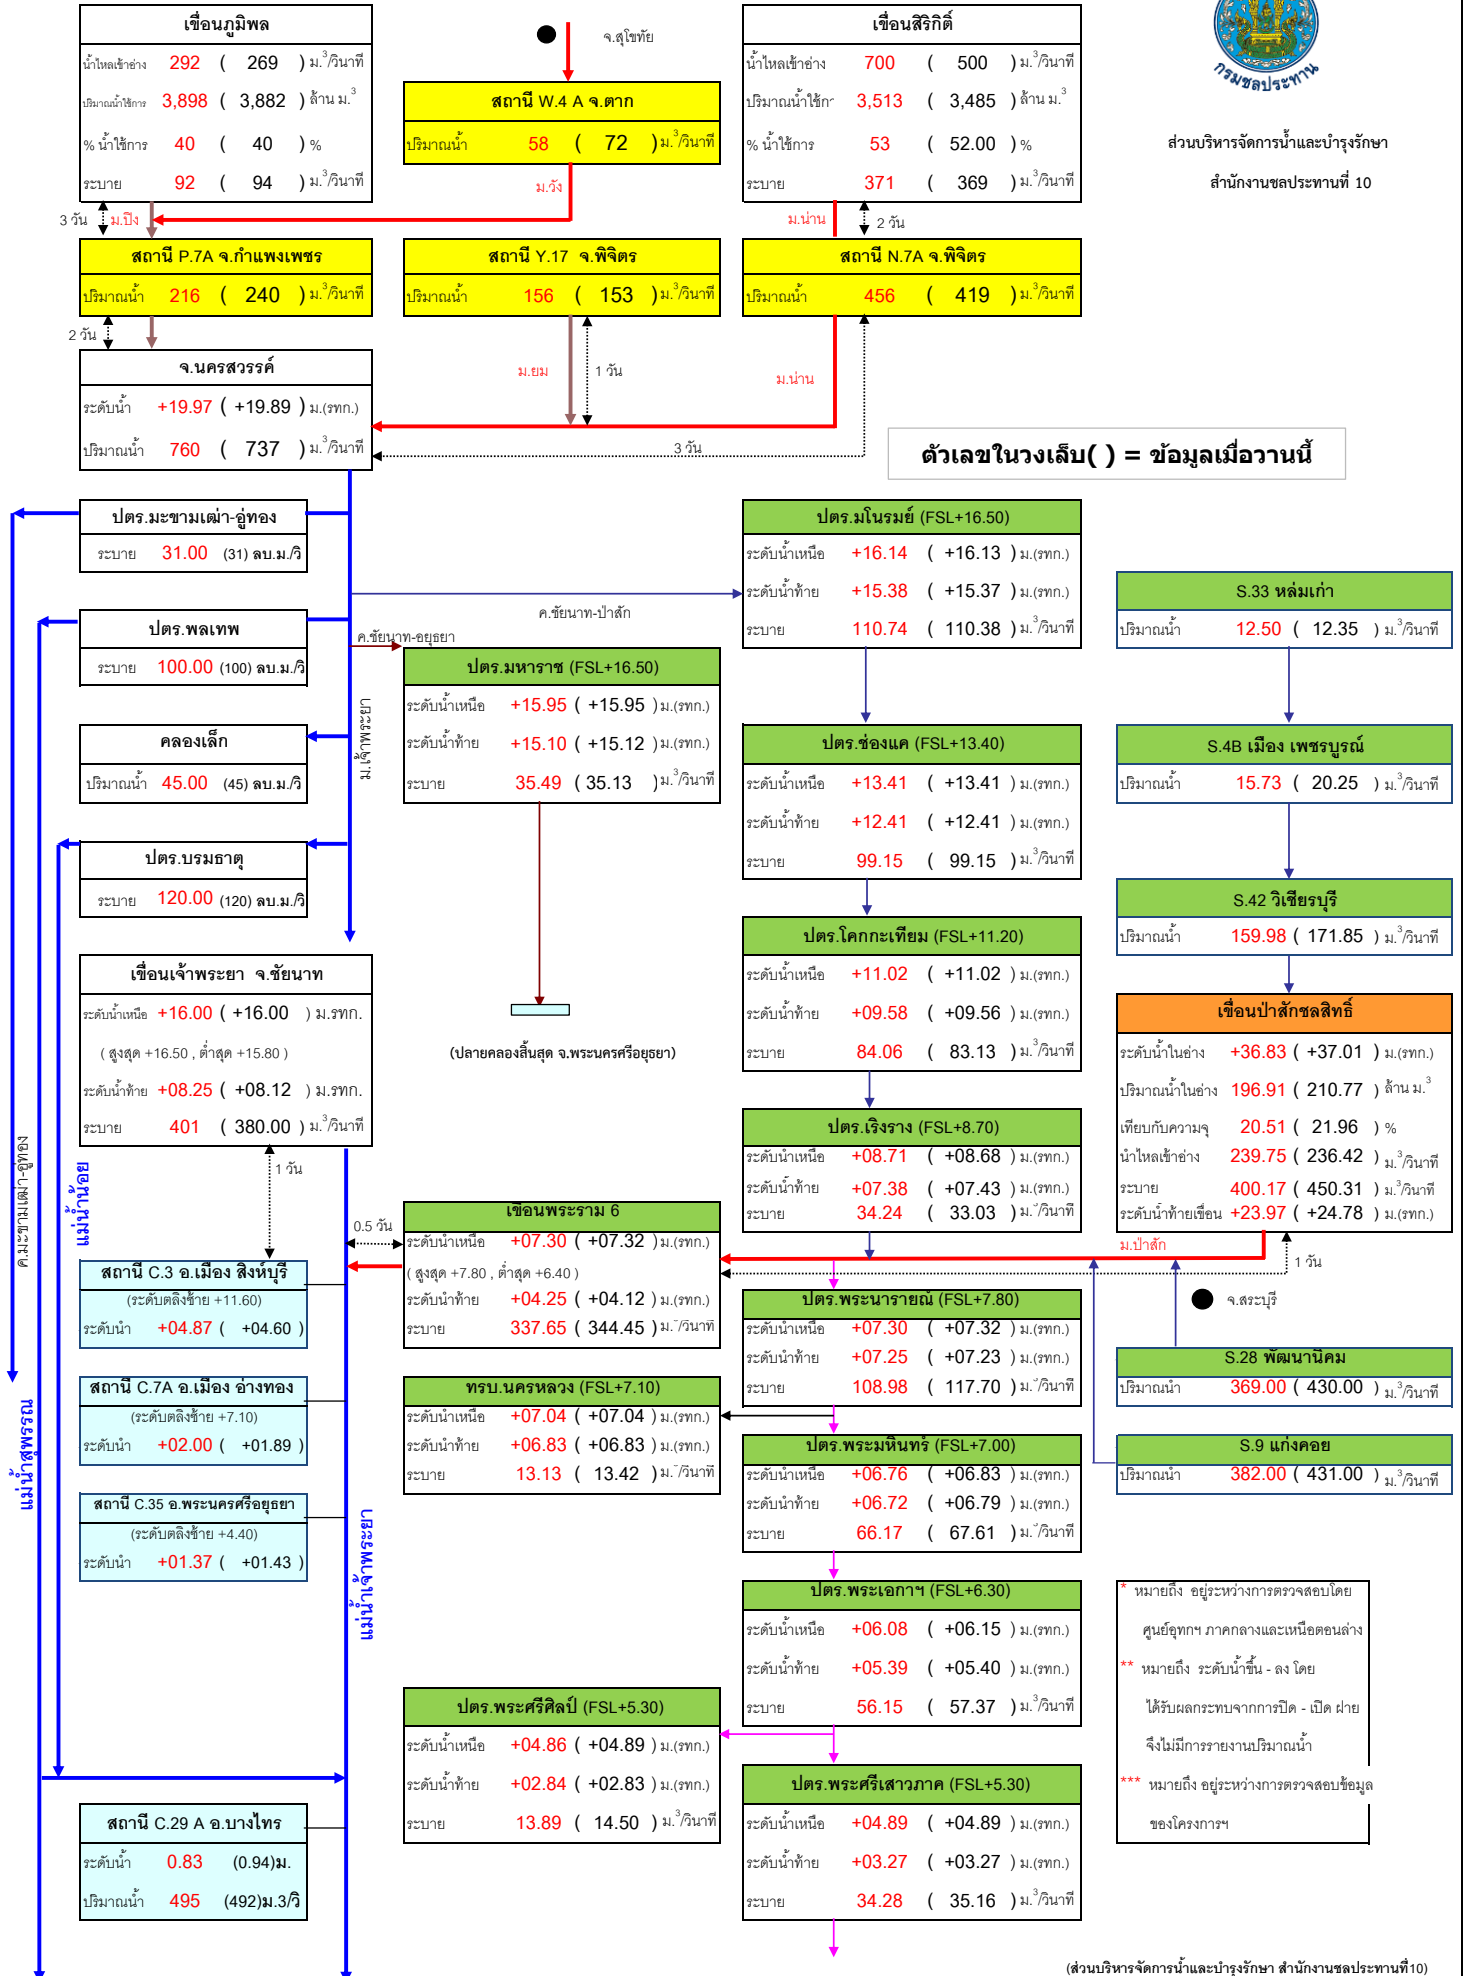 เขื่อนภูมิพล
น้ำไหลเข้าอ่าง 292 ( 269 ) ม.³/วินาที
ปริมาณน้ำใช้การ 3,898 ( 3,882 ) ล้าน ม.³
% น้ำใช้การ 40 ( 40 ) %
ระบาย 92 ( 94 ) ม.³/วินาที
จ.สุโขทัย
สถานี W.4 A จ.ตาก
ปริมาณน้ำ 58 ( 72 ) ม.³/วินาที
เขื่อนสิริกิติ์
น้ำไหลเข้าอ่าง 700 ( 500 ) ม.³/วินาที
ปริมาณน้ำใช้กา 3,513 ( 3,485 ) ล้าน ม.³
% น้ำใช้การ 53 ( 52.00 ) %
ระบาย 371 ( 369 ) ม.³/วินาที
กรมชลประทาน
ส่วนบริหารจัดการน้ำและบำรุงรักษา
สำนักงานชลประทานที่ 10
3 วัน ม.ปิง
ม.วัง
ม.น่าน 2 วัน
สถานี P.7A จ.กำแพงเพชร
ปริมาณน้ำ 216 ( 240 ) ม.³/วินาที
สถานี Y.17 จ.พิจิตร
ปริมาณน้ำ 156 ( 153 ) ม.³/วินาที
สถานี N.7A จ.พิจิตร
ปริมาณน้ำ 456 ( 419 ) ม.³/วินาที
2 วัน
ม.ยม 1 วัน
ม.น่าน
3 วัน
จ.นครสวรรค์
ระดับน้ำ +19.97 ( +19.89 ) ม.(รทก.)
ปริมาณน้ำ 760 ( 737 ) ม.³/วินาที
ตัวเลขในวงเล็บ( ) = ข้อมูลเมื่อวานนี้
ปตร.มะขามเฒ่า-อู่ทอง
ระบาย 31.00 (31) ลบ.ม./วิ
ปตร.พลเทพ
ระบาย 100.00 (100) ลบ.ม./วิ
คลองเล็ก
ปริมาณน้ำ 45.00 (45) ลบ.ม./วิ
ปตร.บรมธาตุ
ระบาย 120.00 (120) ลบ.ม./วิ
ค.ชัยนาท-ป่าสัก
ค.ชัยนาท-อยุธยา
ม.เจ้าพระยา
ปตร.มหาราช (FSL+16.50)
ระดับน้ำเหนือ +15.95 ( +15.95 ) ม.(รทก.)
ระดับน้ำท้าย +15.10 ( +15.12 ) ม.(รทก.)
ระบาย 35.49 ( 35.13 ) ม.³/วินาที
(ปลายคลองสิ้นสุด จ.พระนครศรีอยุธยา)
ปตร.มโนรมย์ (FSL+16.50)
ระดับน้ำเหนือ +16.14 ( +16.13 ) ม.(รทก.)
ระดับน้ำท้าย +15.38 ( +15.37 ) ม.(รทก.)
ระบาย 110.74 ( 110.38 ) ม.³/วินาที
ปตร.ช่องแค (FSL+13.40)
ระดับน้ำเหนือ +13.41 ( +13.41 ) ม.(รทก.)
ระดับน้ำท้าย +12.41 ( +12.41 ) ม.(รทก.)
ระบาย 99.15 ( 99.15 ) ม.³/วินาที
ปตร.โคกกะเทียม (FSL+11.20)
ระดับน้ำเหนือ +11.02 ( +11.02 ) ม.(รทก.)
ระดับน้ำท้าย +09.58 ( +09.56 ) ม.(รทก.)
ระบาย 84.06 ( 83.13 ) ม.³/วินาที
ปตร.เริงราง (FSL+8.70)
ระดับน้ำเหนือ +08.71 ( +08.68 ) ม.(รทก.)
ระดับน้ำท้าย +07.38 ( +07.43 ) ม.(รทก.)
ระบาย 34.24 ( 33.03 ) ม.³/วินาที
S.33 หล่มเก่า
ปริมาณน้ำ 12.50 ( 12.35 ) ม.³/วินาที
S.4B เมือง เพชรบูรณ์
ปริมาณน้ำ 15.73 ( 20.25 ) ม.³/วินาที
S.42 วิเชียรบุรี
ปริมาณน้ำ 159.98 ( 171.85 ) ม.³/วินาที
เขื่อนป่าสักชลสิทธิ์
ระดับน้ำในอ่าง +36.83 ( +37.01 ) ม.(รทก.)
ปริมาณน้ำในอ่าง 196.91 ( 210.77 ) ล้าน ม.³
เทียบกับความจุ 20.51 ( 21.96 ) %
น้ำไหลเข้าอ่าง 239.75 ( 236.42 ) ม.³/วินาที
ระบาย 400.17 ( 450.31 ) ม.³/วินาที
ระดับน้ำท้ายเขื่อน +23.97 ( +24.78 ) ม.(รทก.)
เขื่อนเจ้าพระยา จ.ชัยนาท
ระดับน้ำเหนือ +16.00 ( +16.00 ) ม.รทก.
( สูงสุด +16.50 , ต่ำสุด +15.80 )
ระดับน้ำท้าย +08.25 ( +08.12 ) ม.รทก.
ระบาย 401 ( 380.00 ) ม.³/วินาที
ค.มะขามเฒ่า-อู่ทอง
แม่น้ำน้อย
1 วัน
0.5 วัน
เขื่อนพระราม 6
ระดับน้ำเหนือ +07.30 ( +07.32 ) ม.(รทก.)
( สูงสุด +7.80 , ต่ำสุด +6.40 )
ระดับน้ำท้าย +04.25 ( +04.12 ) ม.(รทก.)
ระบาย 337.65 ( 344.45 ) ม.³/วินาที
ม.ป่าสัก
1 วัน
จ.สระบุรี
สถานี C.3 อ.เมือง สิงห์บุรี
(ระดับตลิ่งซ้าย +11.60)
ระดับน้ำ +04.87 ( +04.60 )
สถานี C.7A อ.เมือง อ่างทอง
(ระดับตลิ่งซ้าย +7.10)
ระดับน้ำ +02.00 ( +01.89 )
สถานี C.35 อ.พระนครศรีอยุธยา
(ระดับตลิ่งซ้าย +4.40)
ระดับน้ำ +01.37 ( +01.43 )
แม่น้ำสุพรรณ
แม่น้ำเจ้าพระยา
ทรบ.นครหลวง (FSL+7.10)
ระดับน้ำเหนือ +07.04 ( +07.04 ) ม.(รทก.)
ระดับน้ำท้าย +06.83 ( +06.83 ) ม.(รทก.)
ระบาย 13.13 ( 13.42 ) ม.³/วินาที
ปตร.พระนารายณ์ (FSL+7.80)
ระดับน้ำเหนือ +07.30 ( +07.32 ) ม.(รทก.)
ระดับน้ำท้าย +07.25 ( +07.23 ) ม.(รทก.)
ระบาย 108.98 ( 117.70 ) ม.³/วินาที
ปตร.พระมหินทร์ (FSL+7.00)
ระดับน้ำเหนือ +06.76 ( +06.83 ) ม.(รทก.)
ระดับน้ำท้าย +06.72 ( +06.79 ) ม.(รทก.)
ระบาย 66.17 ( 67.61 ) ม.³/วินาที
S.28 พัฒนานิคม
ปริมาณน้ำ 369.00 ( 430.00 ) ม.³/วินาที
S.9 แก่งคอย
ปริมาณน้ำ 382.00 ( 431.00 ) ม.³/วินาที
ปตร.พระเอกาฯ (FSL+6.30)
ระดับน้ำเหนือ +06.08 ( +06.15 ) ม.(รทก.)
ระดับน้ำท้าย +05.39 ( +05.40 ) ม.(รทก.)
ระบาย 56.15 ( 57.37 ) ม.³/วินาที
ปตร.พระศรีศิลป์ (FSL+5.30)
ระดับน้ำเหนือ +04.86 ( +04.89 ) ม.(รทก.)
ระดับน้ำท้าย +02.84 ( +02.83 ) ม.(รทก.)
ระบาย 13.89 ( 14.50 ) ม.³/วินาที
ปตร.พระศรีเสาวภาค (FSL+5.30)
ระดับน้ำเหนือ +04.89 ( +04.89 ) ม.(รทก.)
ระดับน้ำท้าย +03.27 ( +03.27 ) ม.(รทก.)
ระบาย 34.28 ( 35.16 ) ม.³/วินาที
* หมายถึง อยู่ระหว่างการตรวจสอบโดย
ศูนย์อุทกฯ ภาคกลางและเหนือตอนล่าง
** หมายถึง ระดับน้ำขึ้น - ลง โดย
ได้รับผลกระทบจากการปิด - เปิด ฝาย
จึงไม่มีการรายงานปริมาณน้ำ
*** หมายถึง อยู่ระหว่างการตรวจสอบข้อมูล
ของโครงการฯ
สถานี C.29 A อ.บางไทร
ระดับน้ำ 0.83 (0.94)ม.
ปริมาณน้ำ 495 (492)ม.3/วิ
(ส่วนบริหารจัดการน้ำและบำรุงรักษา สำนักงานชลประทานที่10)